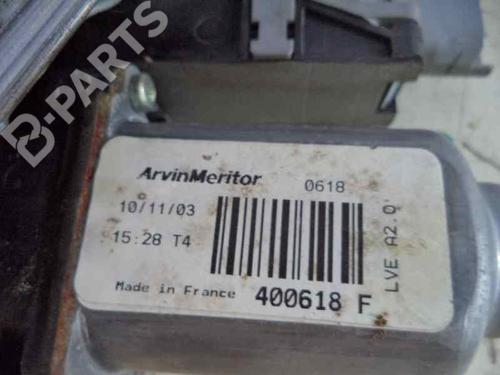 B-PARTS
ArvinMeritor 0618
10/11/03
15:28 T4
LVE A2.0
Made in France 400618 F